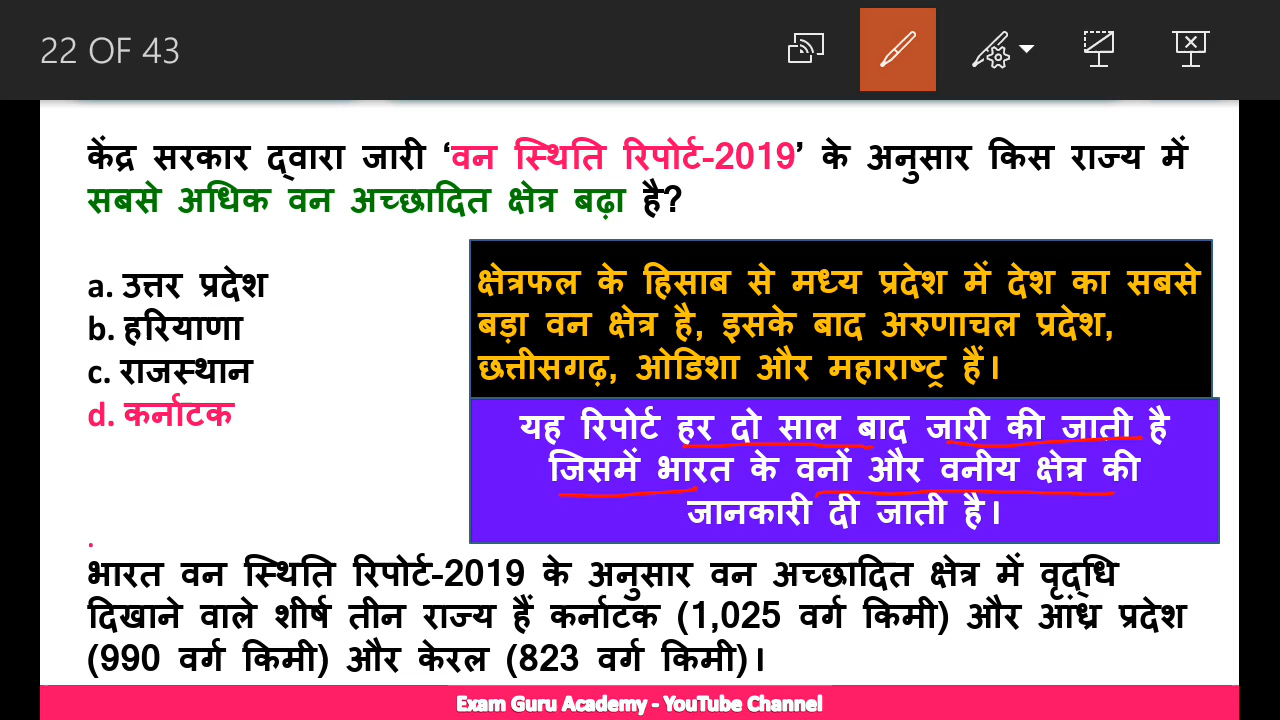 22 OF 43
केंद्र सरकार द्वारा जारी ‘वन स्थिति रिपोर्ट-2019’ के अनुसार किस राज्य में
सबसे अधिक वन अच्छादित क्षेत्र बढ़ा है?
a. उत्तर प्रदेश
b. हरियाणा
c. राजस्थान
d. कर्नाटक
क्षेत्रफल के हिसाब से मध्य प्रदेश में देश का सबसे
बड़ा वन क्षेत्र है, इसके बाद अरुणाचल प्रदेश,
छत्तीसगढ़, ओडिशा और महाराष्ट्र हैं।
यह रिपोर्ट हर दो साल बाद जारी की जाती है
जिसमें भारत के वनों और वनीय क्षेत्र की
जानकारी दी जाती है।
.
भारत वन स्थिति रिपोर्ट-2019 के अनुसार वन अच्छादित क्षेत्र में वृद्धि
दिखाने वाले शीर्ष तीन राज्य हैं कर्नाटक (1,025 वर्ग किमी) और आंध्र प्रदेश
(990 वर्ग किमी) और केरल (823 वर्ग किमी)।
Exam Guru Academy - YouTube Channel